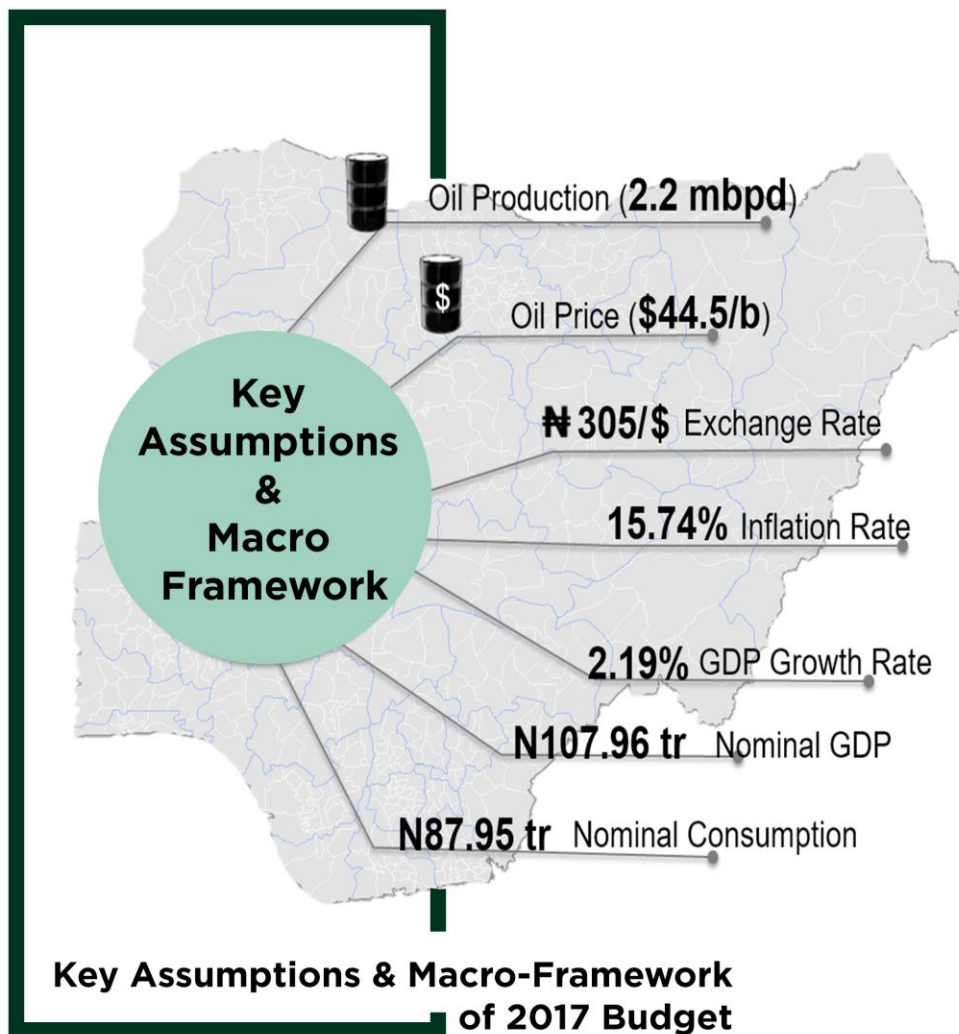 Oil Production (2.2 mbpd)
$
Oil Price ($44.5/b)
Key
Assumptions
&
Macro
Framework
₦ 305/$ Exchange Rate
15.74% Inflation Rate
2.19% GDP Growth Rate
N107.96 tr Nominal GDP
N87.95 tr Nominal Consumption
Key Assumptions & Macro-Framework
of 2017 Budget